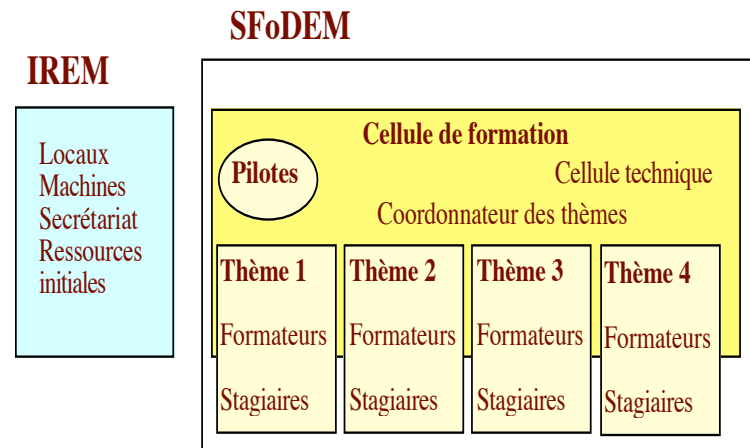 SFoDEM
IREM
Locaux
Machines
Secrétariat
Ressources
initiales
Cellule de formation
Pilotes
Cellule technique
Coordonnateur des thèmes
Thème 1
Formateurs
Stagiaires
Thème 2
Formateurs
Stagiaires
Thème 3
Formateurs
Stagiaires
Thème 4
Formateurs
Stagiaires